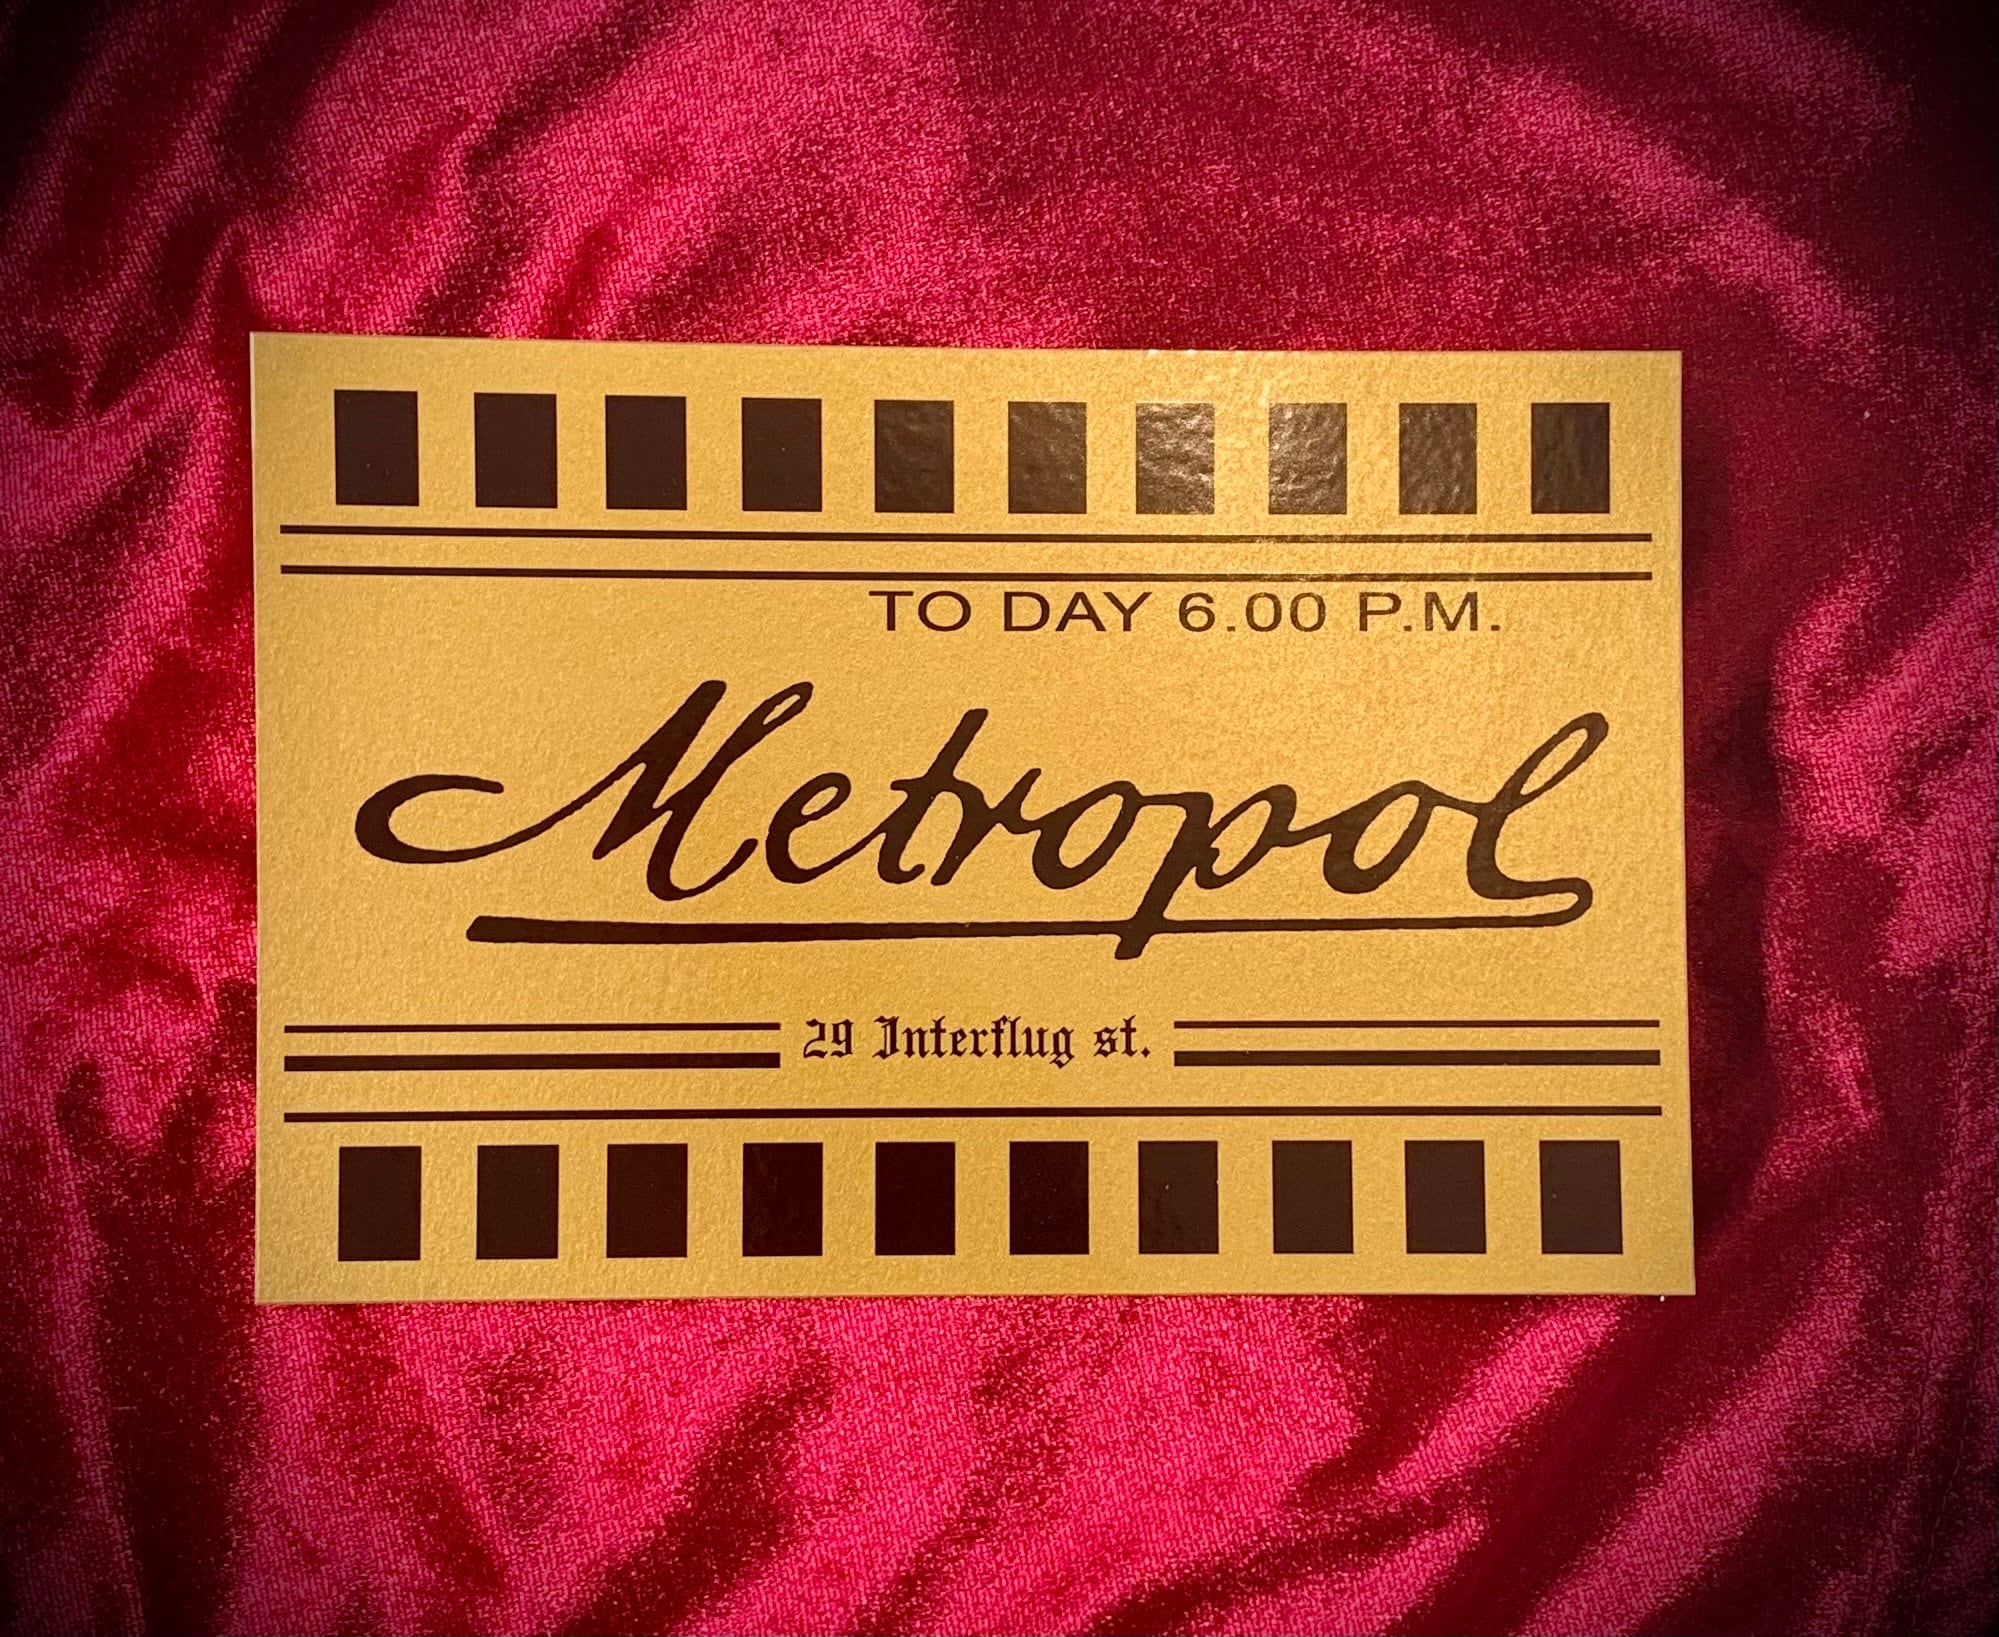 TO DAY 6.00 P.M.
Metropol
29 Interflug st.